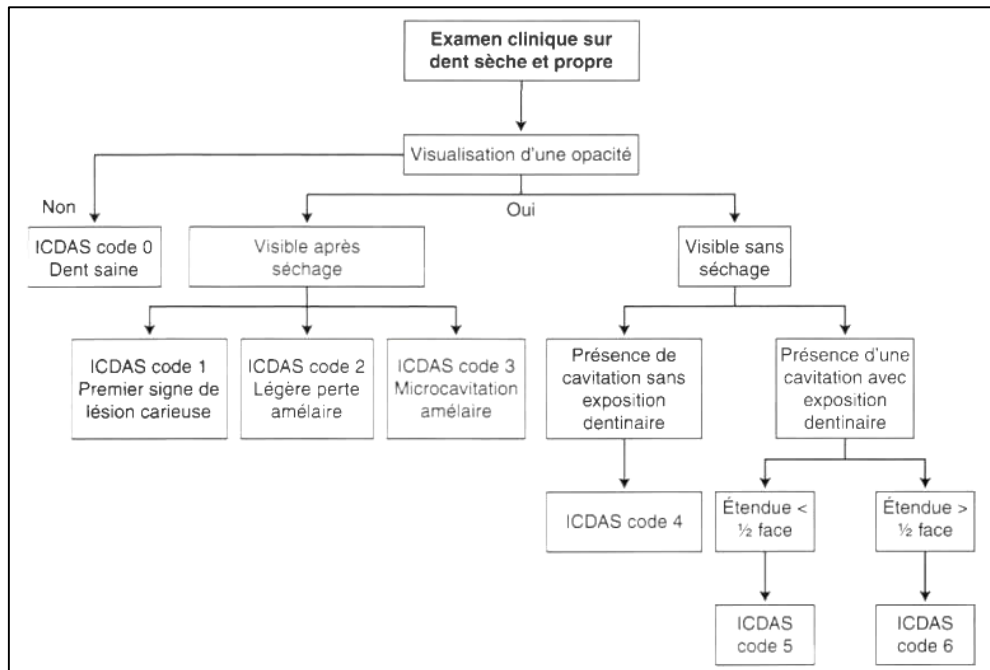 Examen clinique sur
dent sèche et propre
Visualisation d'une opacité
Non
Oui
ICDAS code 0
Dent saine
Visible après
séchage
Visible sans
séchage
ICDAS code 1
Premier signe de
lésion carieuse
ICDAS code 2
Légère perte
amélaire
ICDAS code 3
Microcavitation
amélaire
Présence de
cavitation sans
exposition
dentinaire
Présence d'une
cavitation avec
exposition
dentinaire
ICDAS code 4
Étendue <
½ face
Étendue >
½ face
ICDAS
code 5
ICDAS
code 6